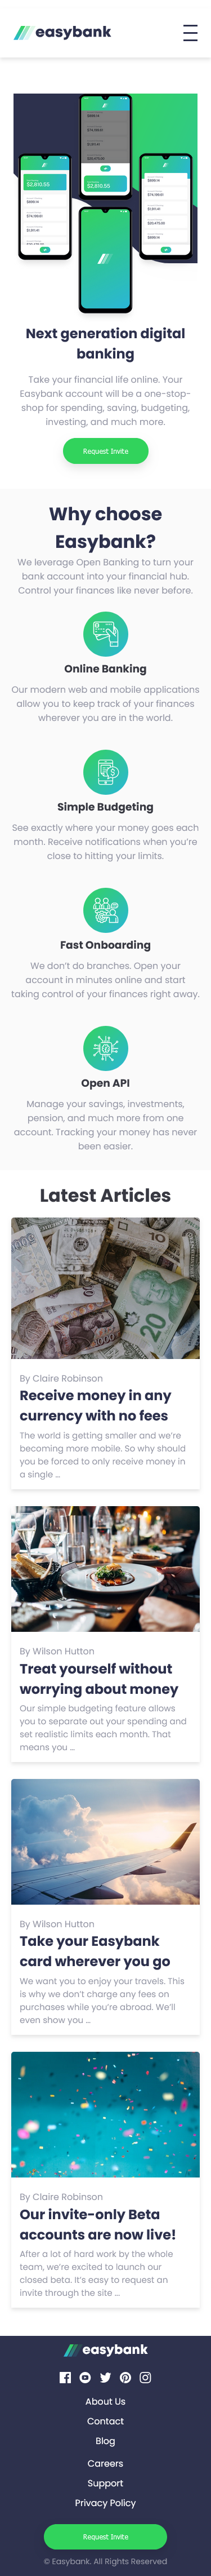 easybank
Next generation digital
banking
Take your financial life online. Your
Easybank account will be a one-stop-
shop for spending, saving, budgeting,
investing, and much more.
Request Invite
Why choose
Easybank?
We leverage Open Banking to turn your
bank account into your financial hub.
Control your finances like never before.
Online Banking
Our modern web and mobile applications
allow you to keep track of your finances
wherever you are in the world.
Simple Budgeting
See exactly where your money goes each
month. Receive notifications when you’re
close to hitting your limits.
Fast Onboarding
We don’t do branches. Open your
account in minutes online and start
taking control of your finances right away.
Open API
Manage your savings, investments,
pension, and much more from one
account. Tracking your money has never
been easier.
Latest Articles
By Claire Robinson
Receive money in any
currency with no fees
The world is getting smaller and we’re
becoming more mobile. So why should
you be forced to only receive money in
a single …
By Wilson Hutton
Treat yourself without
worrying about money
Our simple budgeting feature allows
you to separate out your spending and
set realistic limits each month. That
means you …
By Wilson Hutton
Take your Easybank
card wherever you go
We want you to enjoy your travels. This
is why we don’t charge any fees on
purchases while you’re abroad. We’ll
even show you …
By Claire Robinson
Our invite-only Beta
accounts are now live!
After a lot of hard work by the whole
team, we’re excited to launch our
closed beta. It’s easy to request an
invite through the site ...
easybank
About Us
Contact
Blog
Careers
Support
Privacy Policy
Request Invite
© Easybank. All Rights Reserved